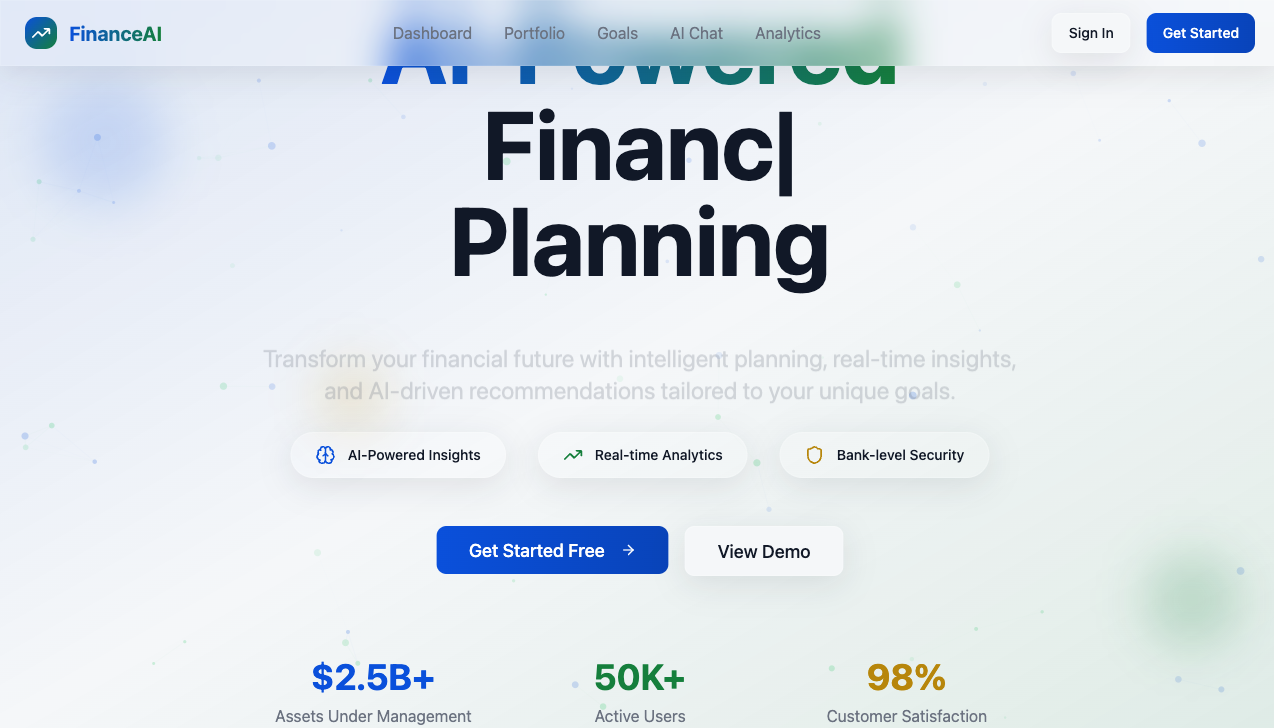 FinanceAI
Dashboard Portfolio Goals AI Chat Analytics
Sign In
Get Started
AI-Powered
Financ|
Planning
Transform your financial future with intelligent planning, real-time insights,
and AI-driven recommendations tailored to your unique goals.
AI-Powered Insights
Real-time Analytics
Bank-level Security
Get Started Free
View Demo
$2.5B+
Assets Under Management
50K+
Active Users
98%
Customer Satisfaction